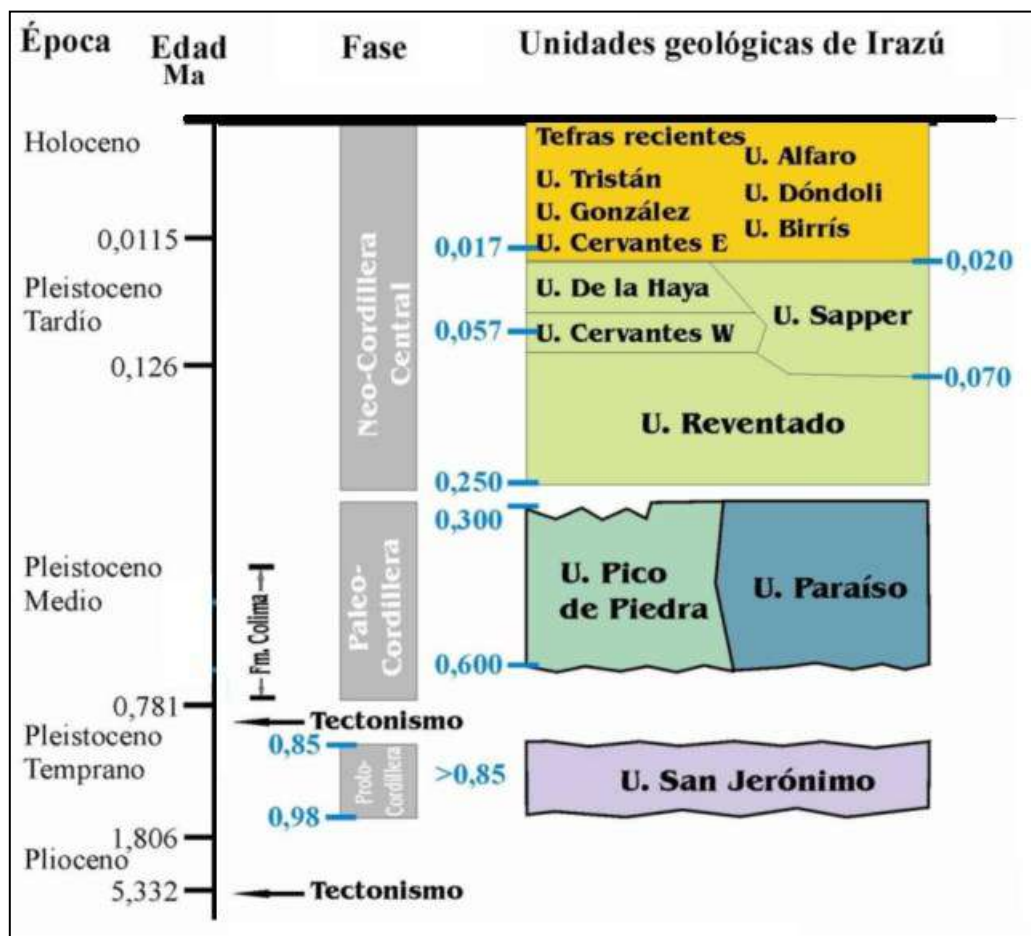 Época Edad Ma Fase Unidades geológicas de Irazú
Holoceno
Tefras recientes
U. Alfaro
U. Tristán
U. Dóndoli
U. González
U. Birrís
U. Cervantes E
0,0115
0,017
0,020
Neo-Cordillera Central
Pleistoceno Tardío
U. De la Haya
U. Sapper
0,057
U. Cervantes W
0,126
0,070
U. Reventado
0,250
0,300
Pleistoceno Medio
Fm. Colima
Paleo-Cordillera
U. Pico de Piedra
U. Paraíso
0,600
0,781
Tectonismo
Pleistoceno Temprano
0,85
Proto-Cordillera
>0,85
U. San Jerónimo
0,98
1,806
Plioceno
5,332
Tectonismo